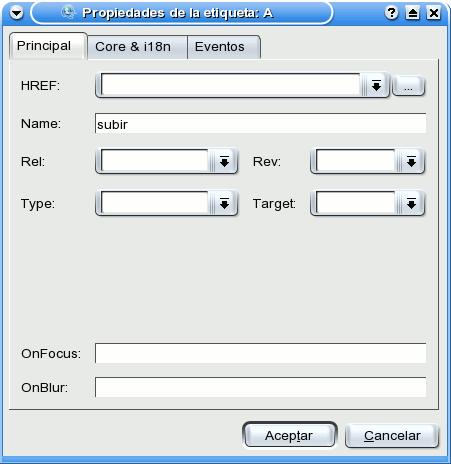 Propiedades de la etiqueta: A
Principal Core & i18n Eventos
HREF: ...
Name: subir
Rel: Rev:
Type: Target:
OnFocus:
OnBlur:
Aceptar Cancelar